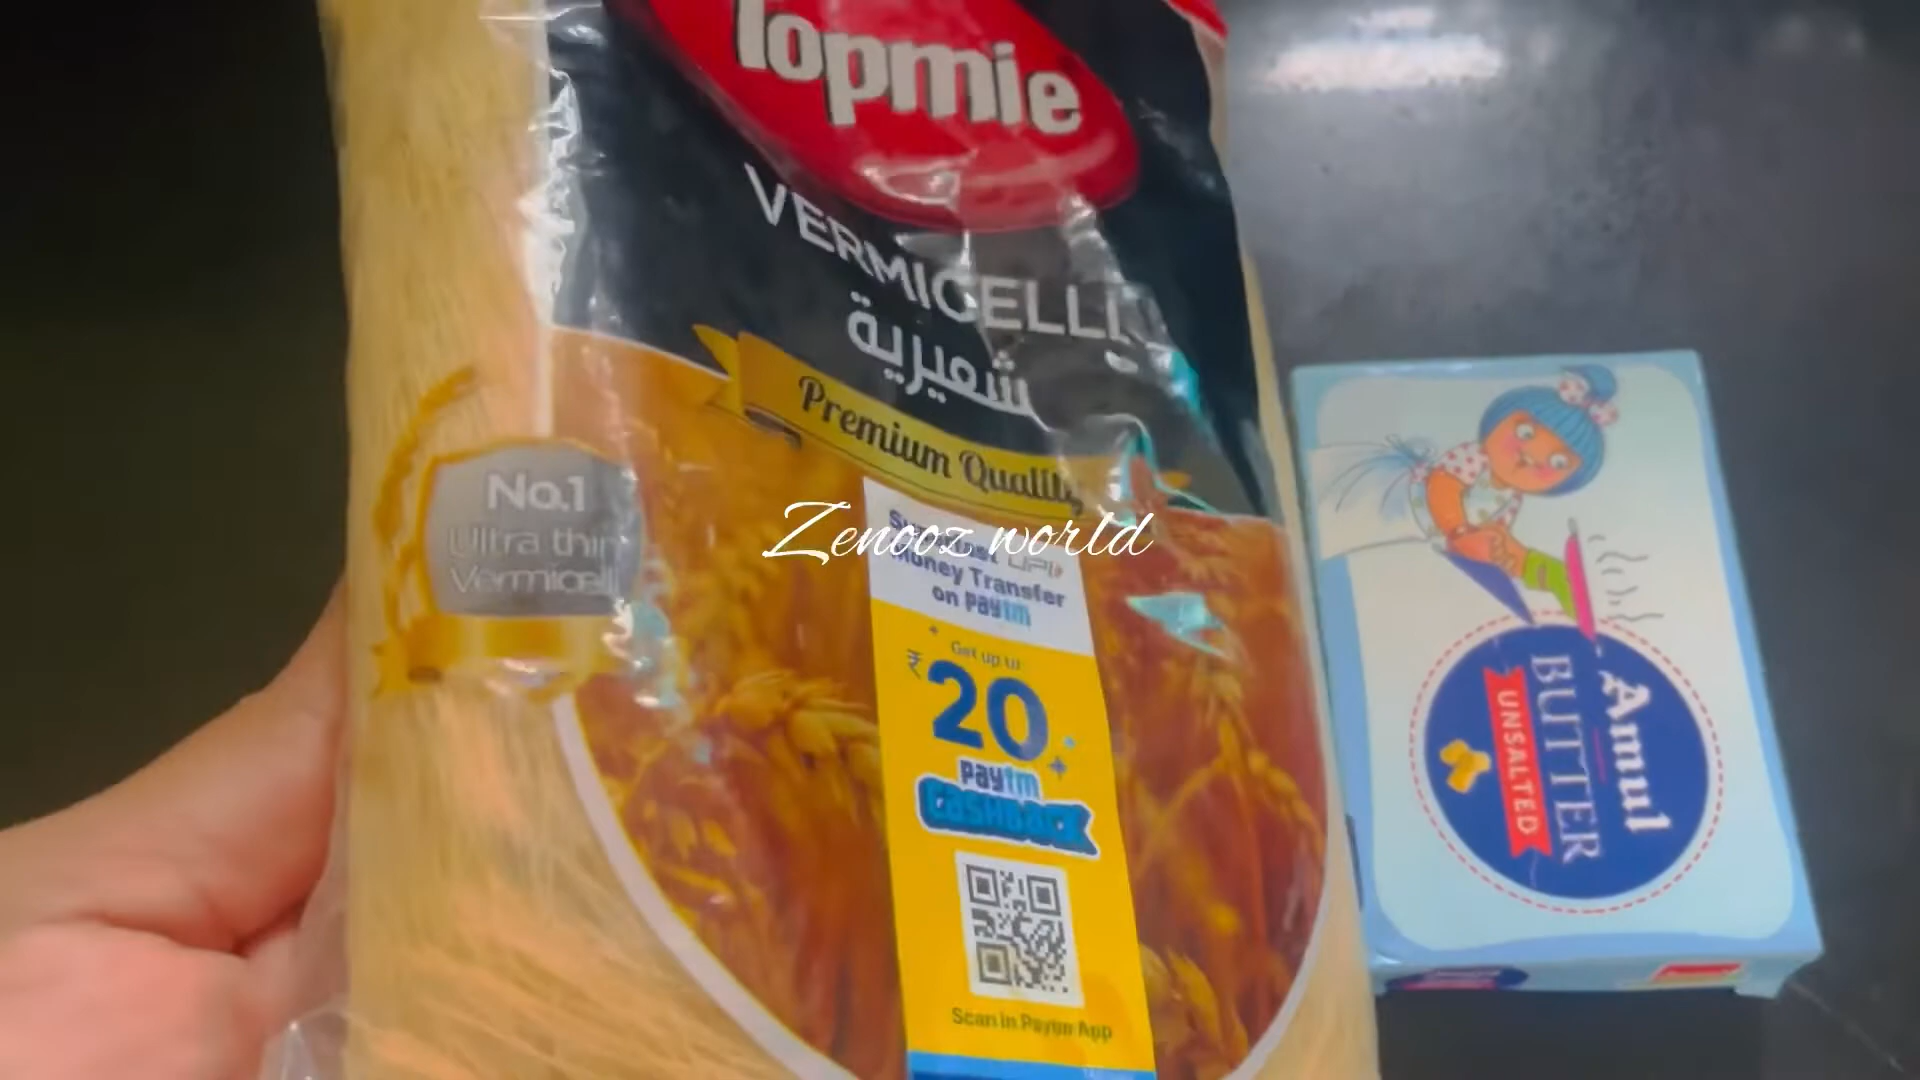 Topmie
VERMICELLI
شعيرية
Premium Quality
No.1
Ultra thin
Vermicelli
Zenooz world
UPI
Money Transfer
on paytm
Get up to
₹20
paytm
CASHBACK
Scan in Paytm App
Amul
BUTTER
UNSALTED